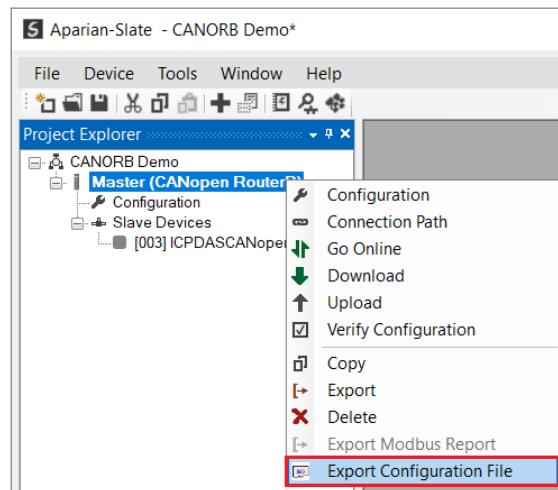 Aparian-Slate - CANORB Demo*
File Device Tools Window Help
Project Explorer
CANORB Demo
Master (CANopen Router
Configuration
Slave Devices
[003] ICPDASCANoper
Configuration
Connection Path
Go Online
Download
Upload
Verify Configuration
Copy
Export
Delete
Export Modbus Report
Export Configuration File